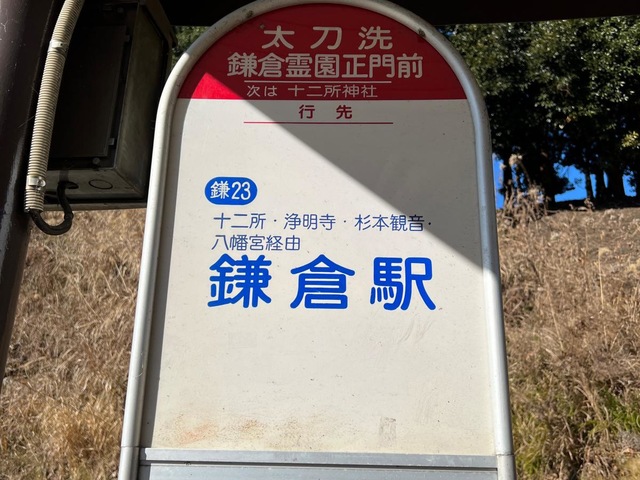 太刀洗
鎌倉霊園正門前
次は 十二所神社
行先
鎌23
十二所・浄明寺・杉本観音・
八幡宮経由
鎌倉駅